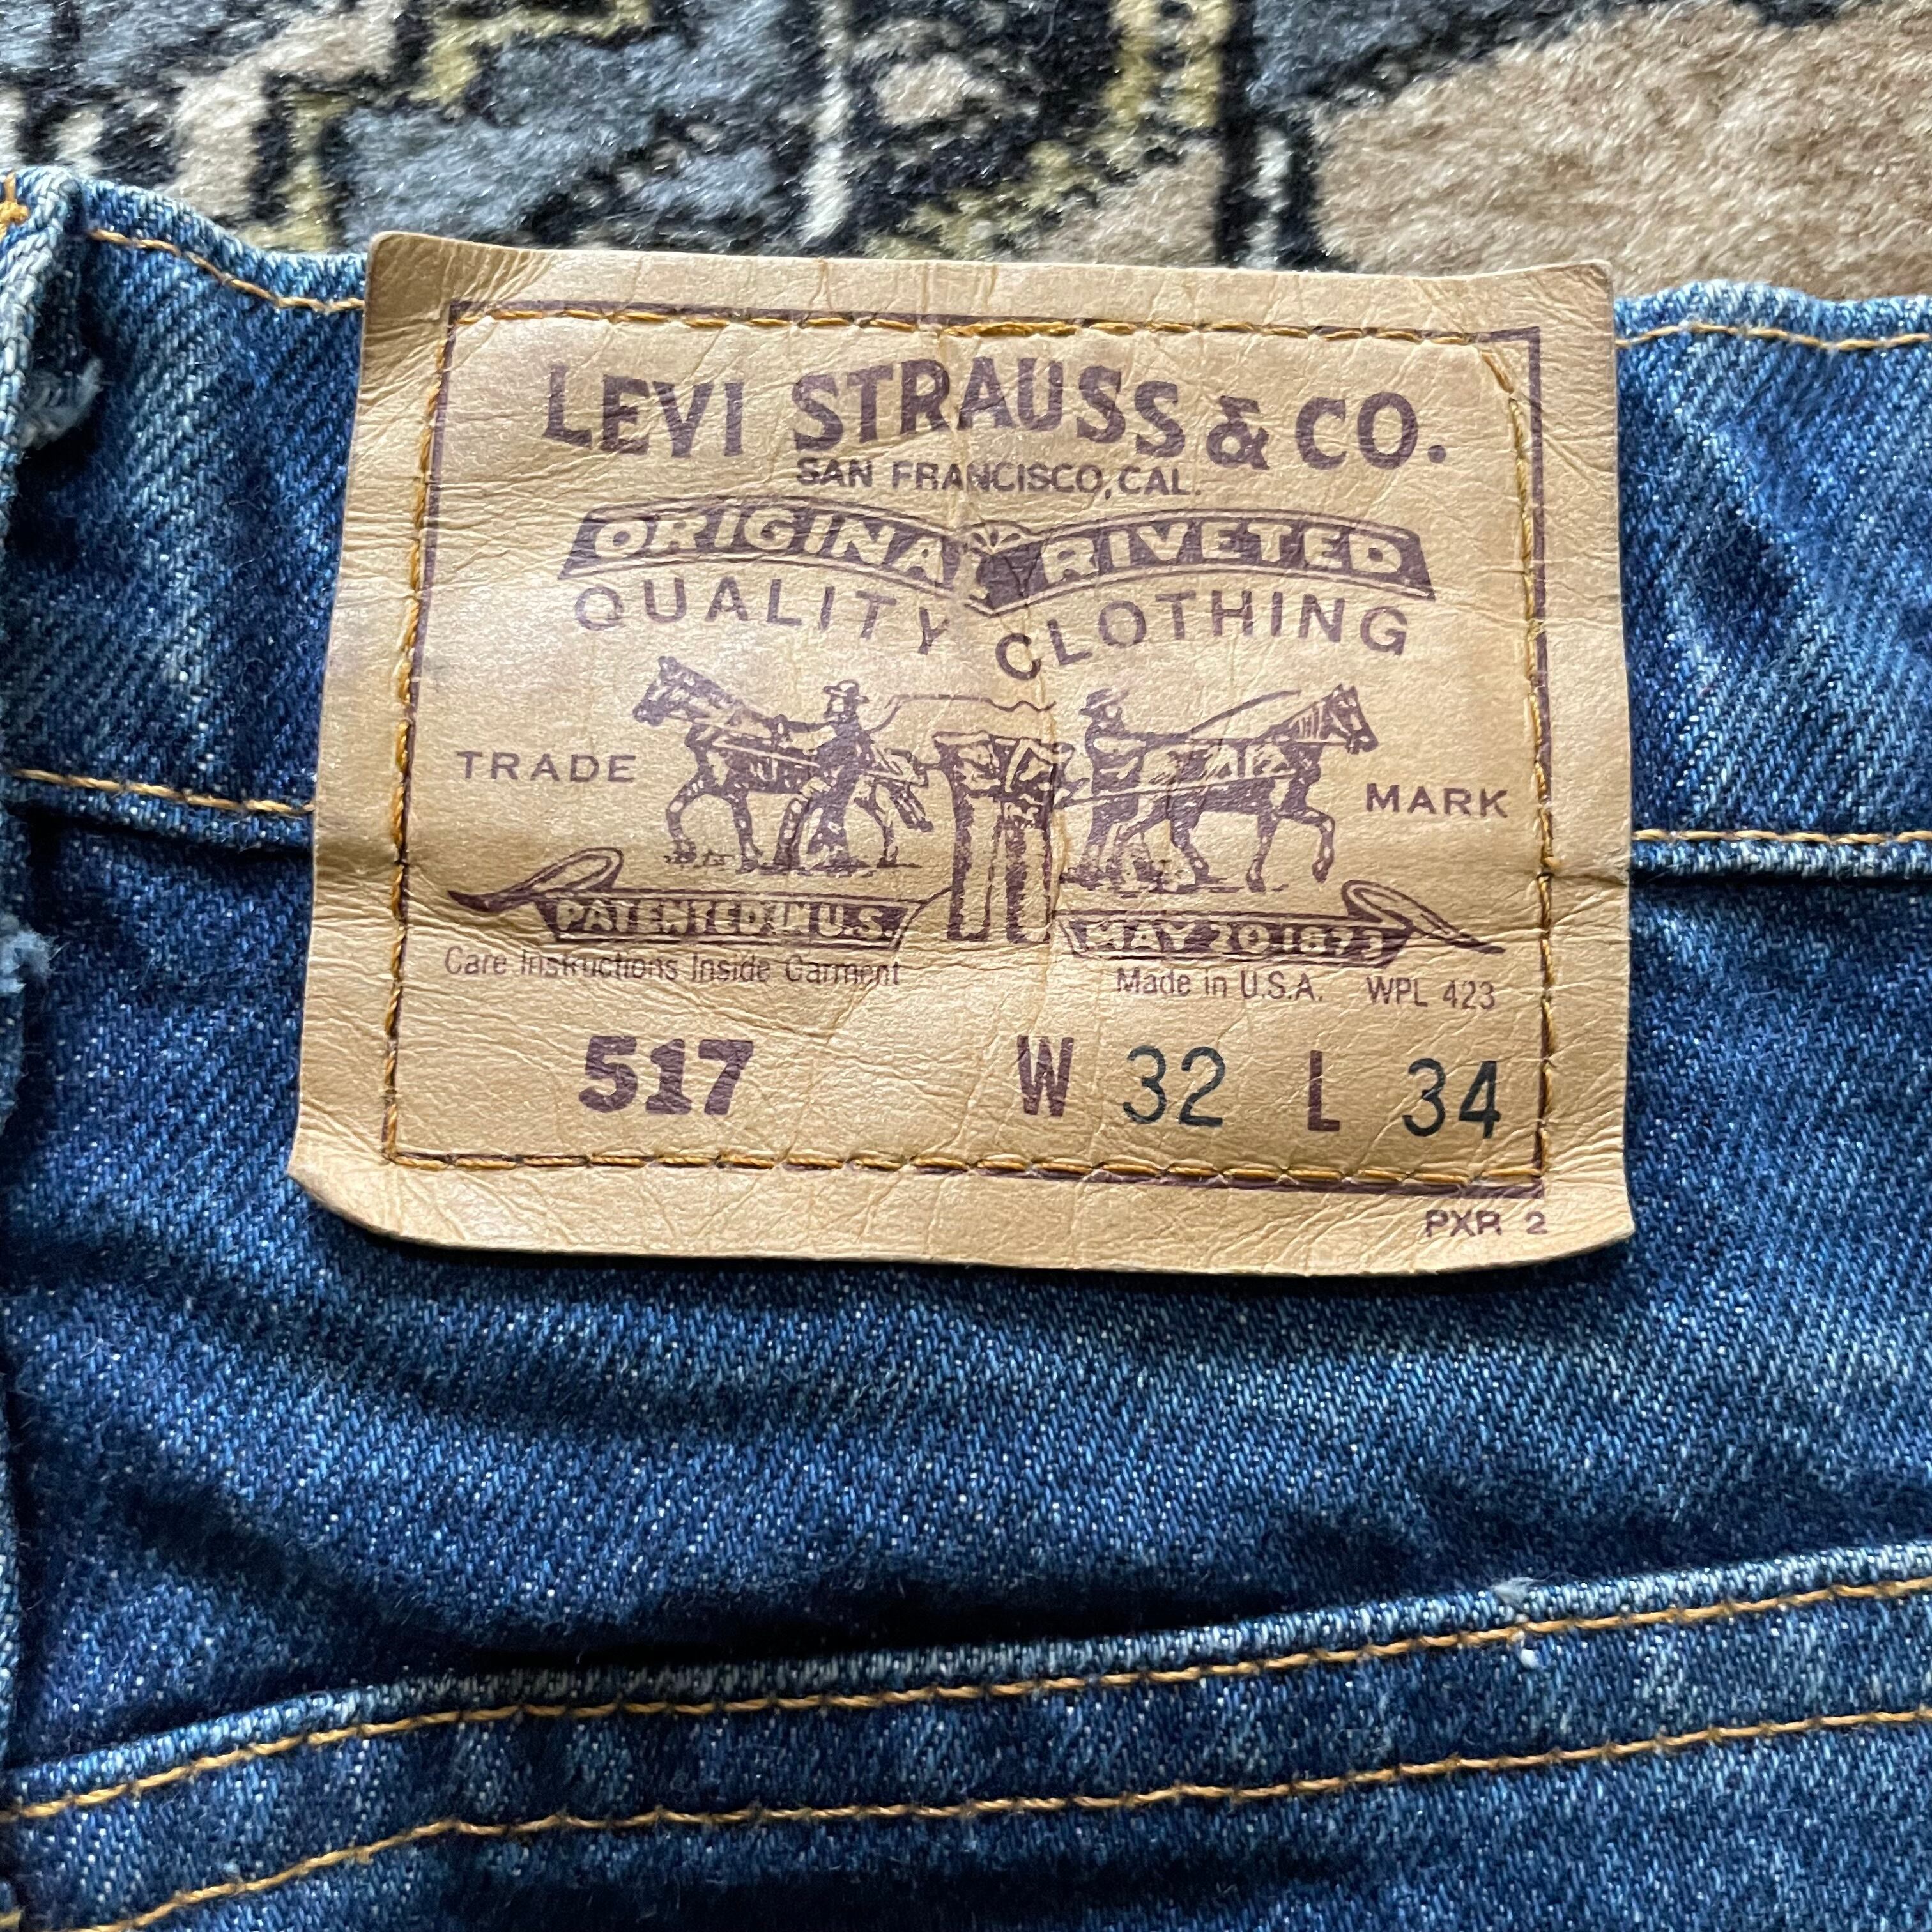 LEVI STRAUSS & CO.
SAN FRANCISCO, CAL.
ORIGINAL RIVETED
QUALITY CLOTHING
TRADE MARK
PATENTED IN U.S. MAY 20 1873
Care Instructions Inside Garment Made in U.S.A. WPL 423
517 W 32 L 34
PXR 2